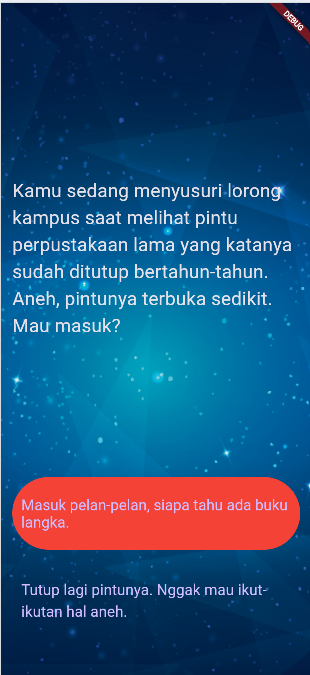 DEBUG
Kamu sedang menyusuri lorong
kampus saat melihat pintu
perpustakaan lama yang katanya
sudah ditutup bertahun-tahun.
Aneh, pintunya terbuka sedikit.
Mau masuk?
Masuk pelan-pelan, siapa tahu ada buku
langka.
Tutup lagi pintunya. Nggak mau ikut-
ikutan hal aneh.